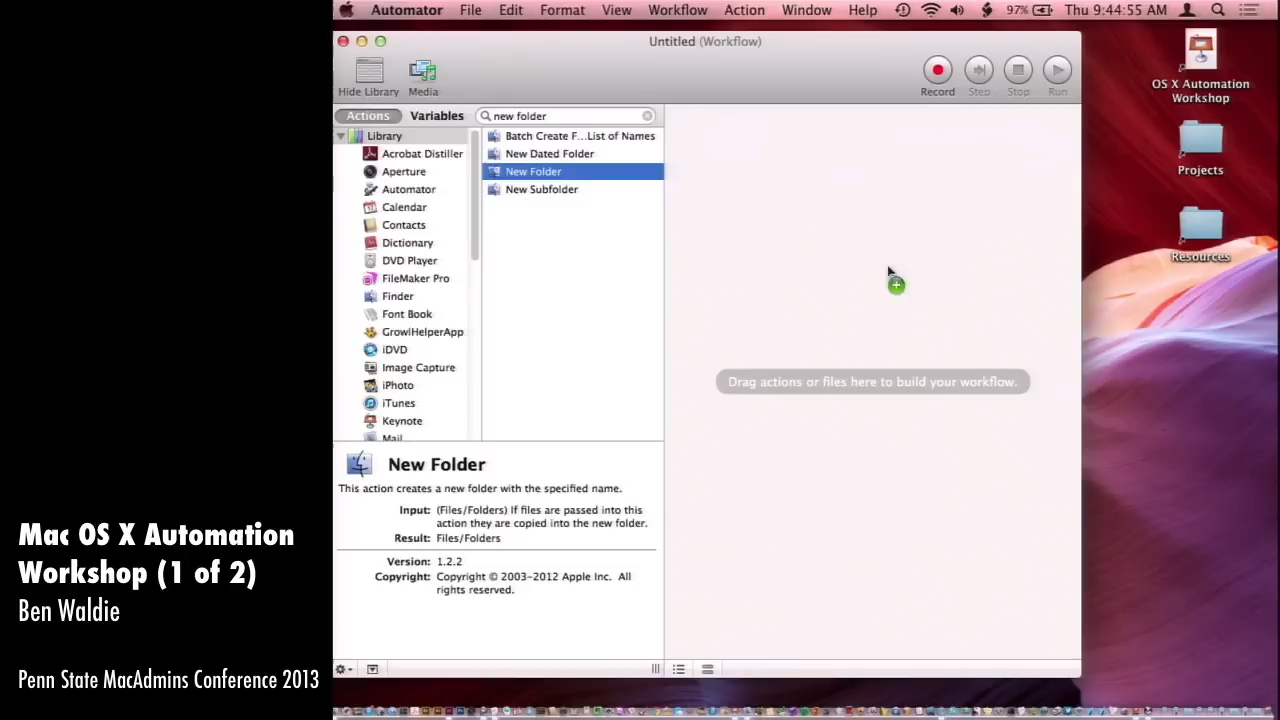 Automator File Edit Format View Workflow Action Window Help 97% Thu 9:44:55 AM
Untitled (Workflow)
Hide Library Media Record Step Stop Run
Actions Variables new folder
Library
Acrobat Distiller
Aperture
Automator
Calendar
Contacts
Dictionary
DVD Player
FileMaker Pro
Finder
Font Book
GrowlHelperApp
iDVD
Image Capture
iPhoto
iTunes
Keynote
Mail
Batch Create F...List of Names
New Dated Folder
New Folder
New Subfolder
Drag actions or files here to build your workflow.
New Folder
This action creates a new folder with the specified name.
Input: (Files/Folders) If files are passed into this
action they are copied into the new folder.
Result: Files/Folders
Version: 1.2.2
Copyright: Copyright © 2003-2012 Apple Inc. All
rights reserved.
OS X Automation
Workshop
Projects
Resources
Mac OS X Automation
Workshop (1 of 2)
Ben Waldie
Penn State MacAdmins Conference 2013